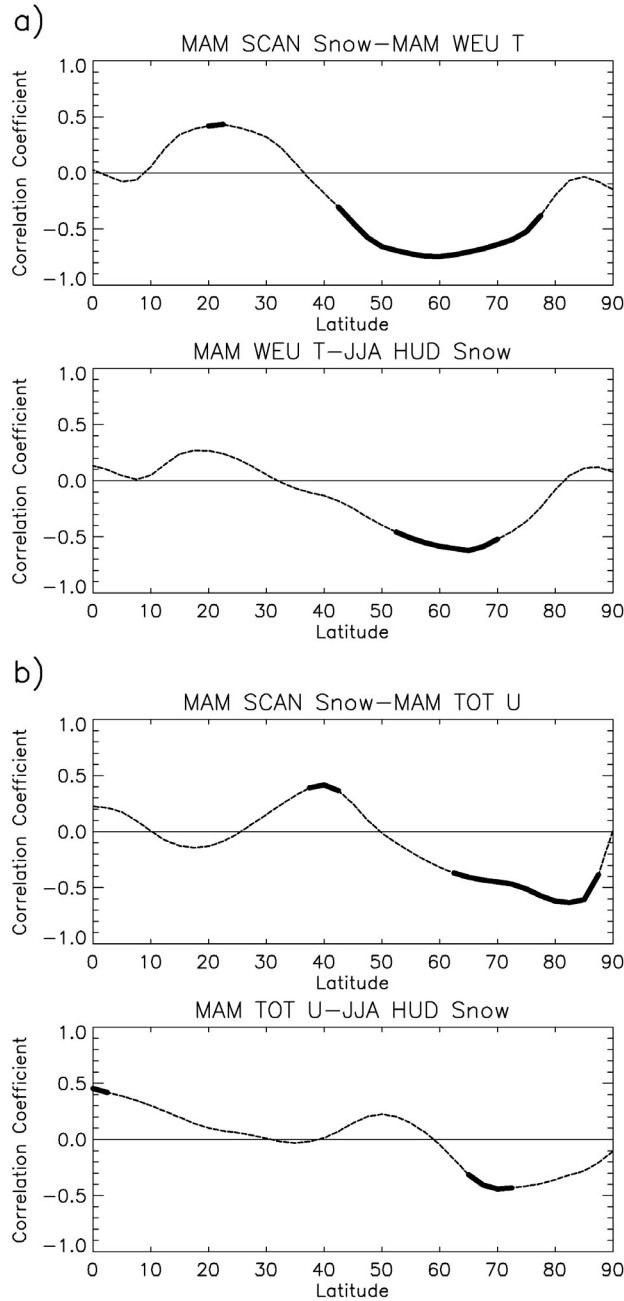 a)
MAM SCAN Snow−MAM WEU T
Correlation Coefficient
1.0
0.5
0.0
−0.5
−1.0
0 10 20 30 40 50 60 70 80 90
Latitude
MAM WEU T−JJA HUD Snow
Correlation Coefficient
1.0
0.5
0.0
−0.5
−1.0
0 10 20 30 40 50 60 70 80 90
Latitude
b)
MAM SCAN Snow−MAM TOT U
Correlation Coefficient
1.0
0.5
0.0
−0.5
−1.0
0 10 20 30 40 50 60 70 80 90
Latitude
MAM TOT U−JJA HUD Snow
Correlation Coefficient
1.0
0.5
0.0
−0.5
−1.0
0 10 20 30 40 50 60 70 80 90
Latitude